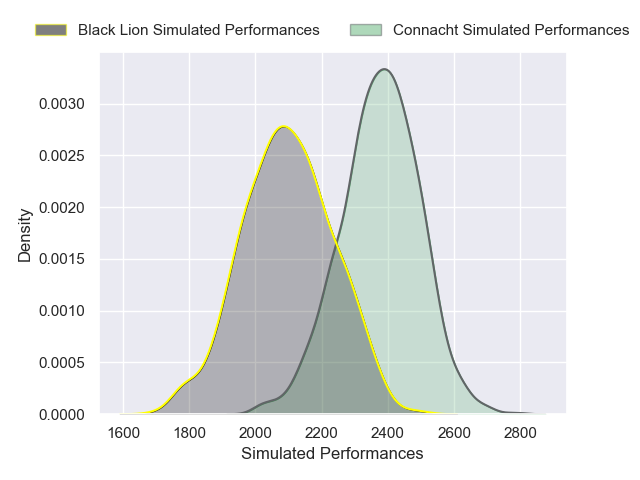 Black Lion Simulated Performances Connacht Simulated Performances
0.0030
0.0025
0.0020
0.0015
0.0010
0.0005
0.0000
Density
1600 1800 2000 2200 2400 2600 2800
Simulated Performances